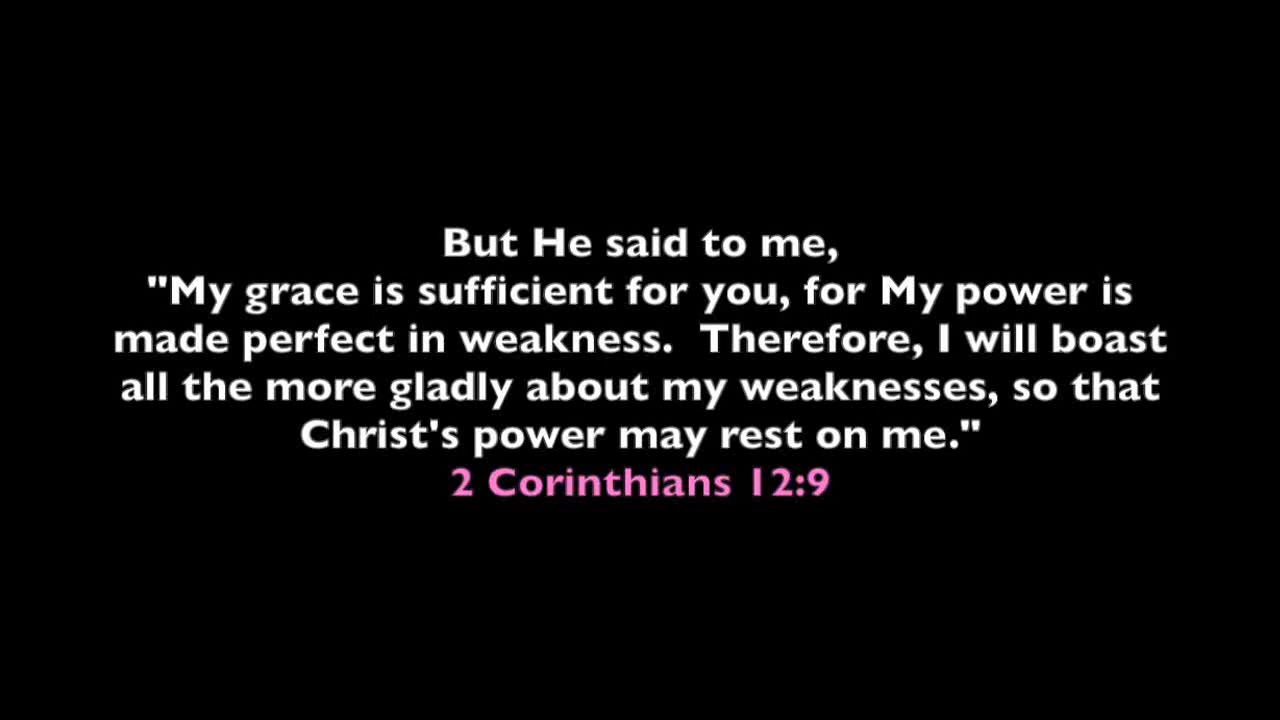 But He said to me,
"My grace is sufficient for you, for My power is
made perfect in weakness.  Therefore, I will boast
all the more gladly about my weaknesses, so that
Christ's power may rest on me."
2 Corinthians 12:9